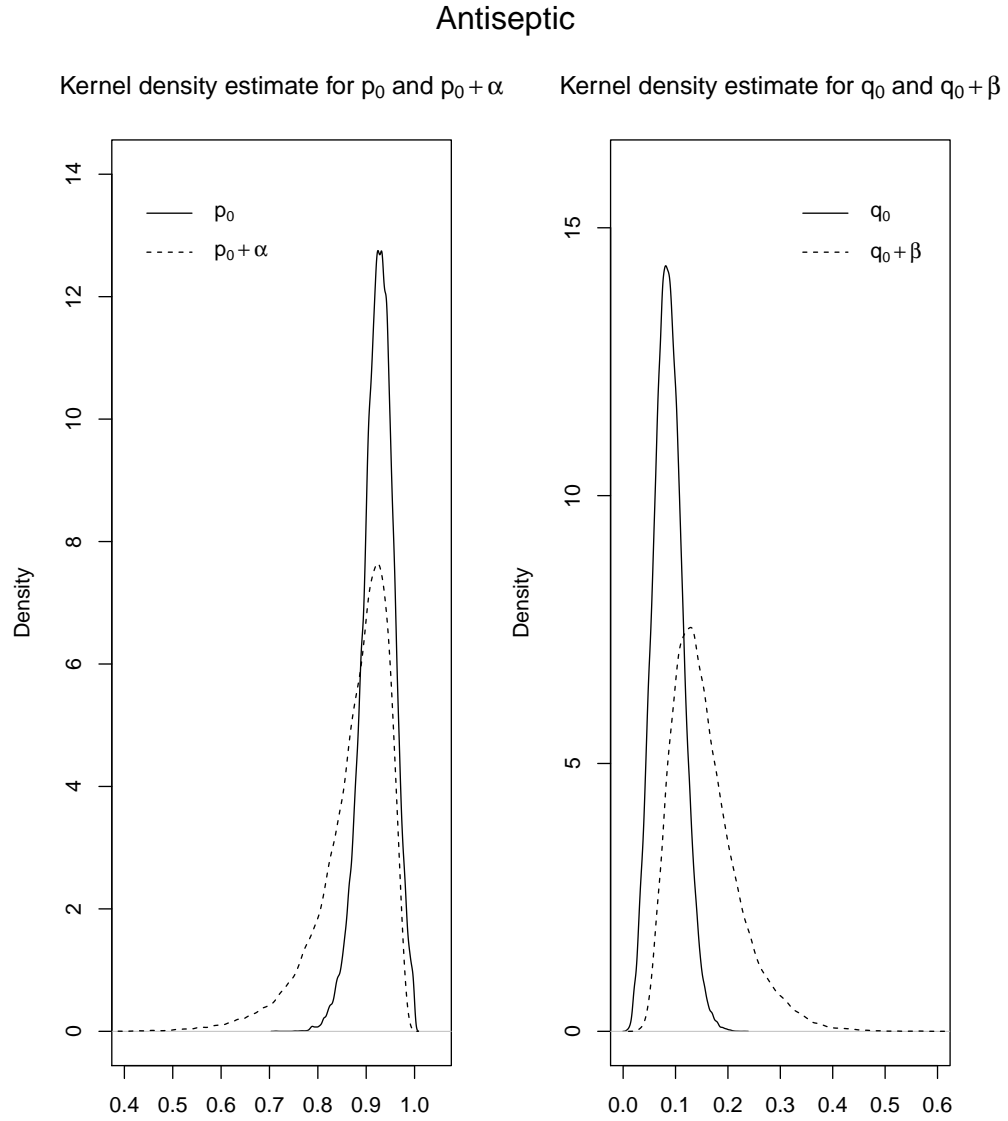 Antiseptic
Kernel density estimate for p₀ and p₀ + α
Density
14
12
10
8
6
4
2
0
p₀
p₀ + α
0.4 0.5 0.6 0.7 0.8 0.9 1.0
Kernel density estimate for q₀ and q₀ + β
Density
15
10
5
0
q₀
q₀ + β
0.0 0.1 0.2 0.3 0.4 0.5 0.6